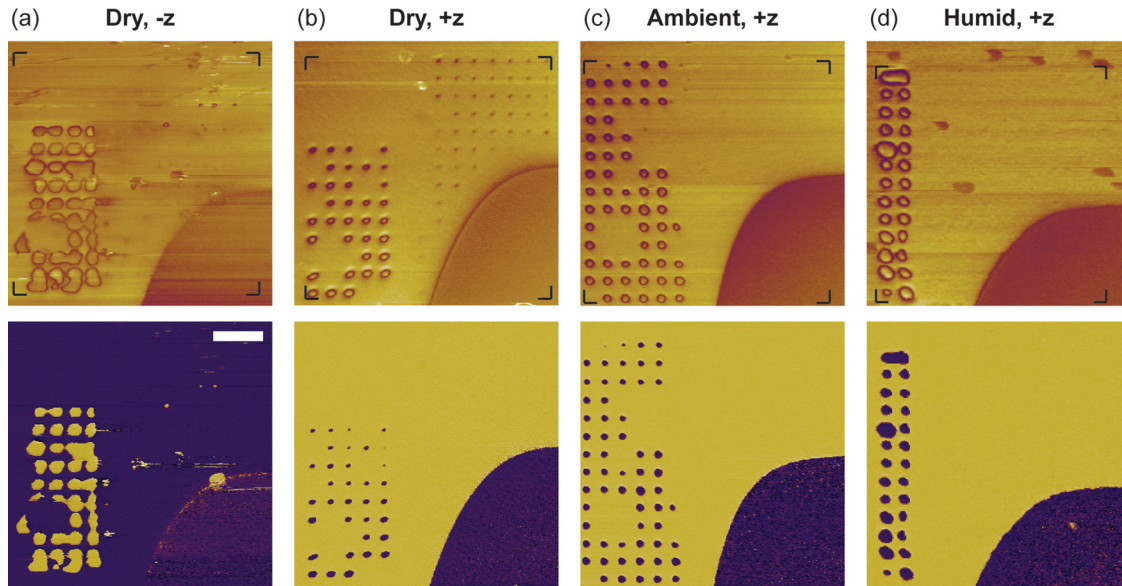 (a) Dry, -z (b) Dry, +z (c) Ambient, +z (d) Humid, +z